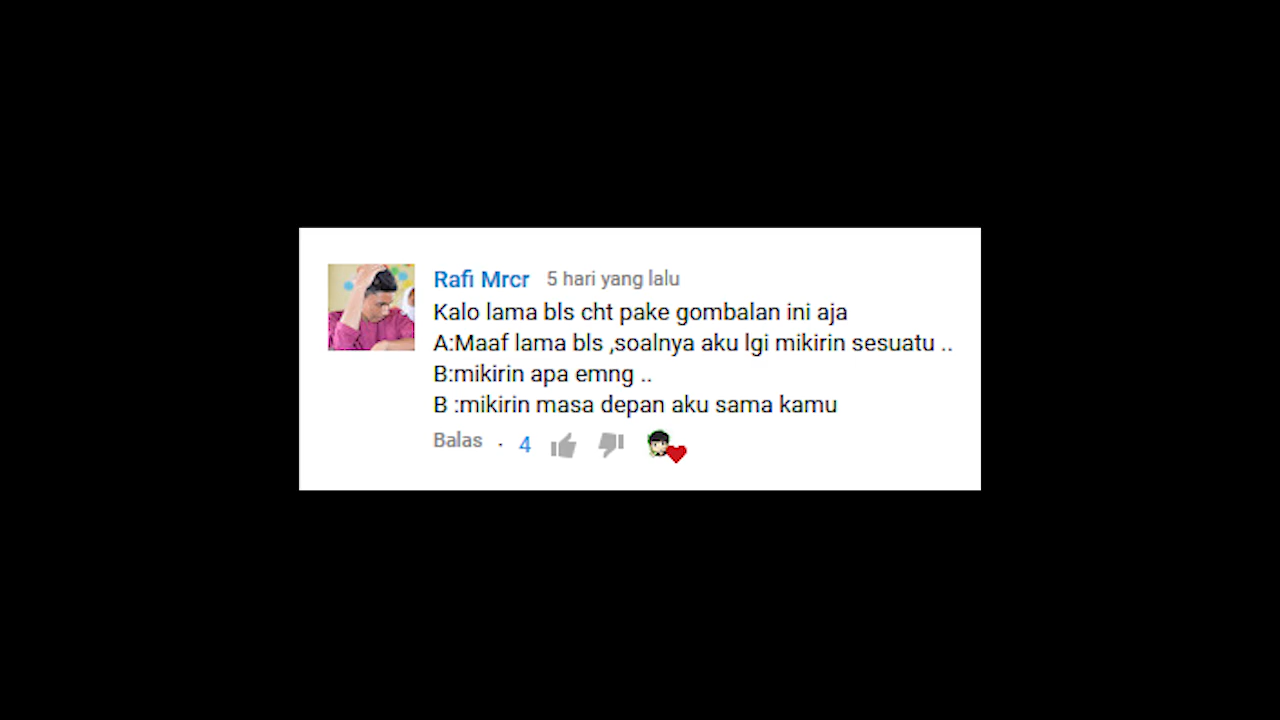 Rafi Mrcr 5 hari yang lalu
Kalo lama bls cht pake gombalan ini aja
A:Maaf lama bls ,soalnya aku lgi mikirin sesuatu ..
B:mikirin apa emng ..
B :mikirin masa depan aku sama kamu
Balas · 4